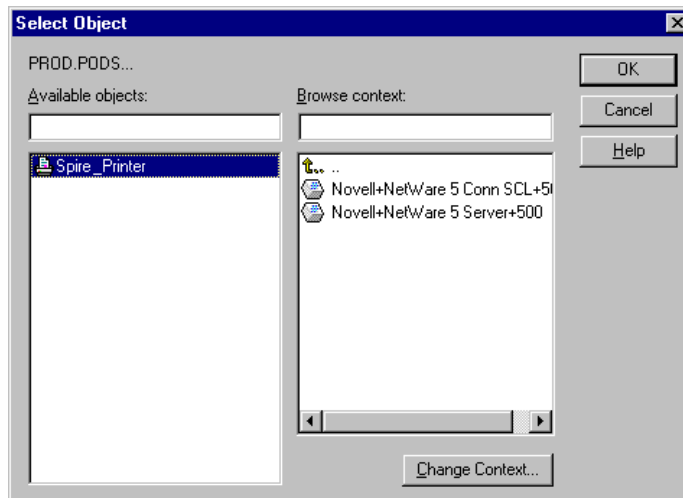 Select Object
PROD.PODS...
Available objects:
Browse context:
Spire_Printer
..
Novell+NetWare 5 Conn SCL+50
Novell+NetWare 5 Server+500
OK
Cancel
Help
Change Context...